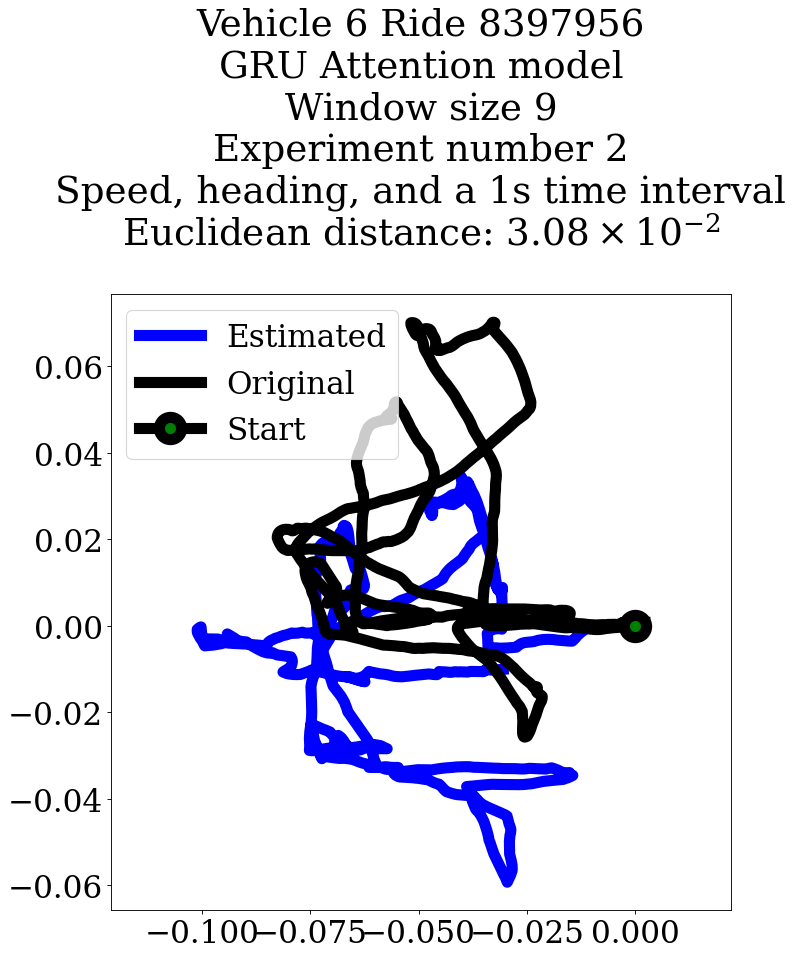 Vehicle 6 Ride 8397956
GRU Attention model
Window size 9
Experiment number 2
Speed, heading, and a 1s time interval
Euclidean distance: 3.08 × 10⁻²
Estimated
Original
Start
0.06
0.04
0.02
0.00
−0.02
−0.04
−0.06
−0.100 −0.075 −0.050 −0.025 0.000